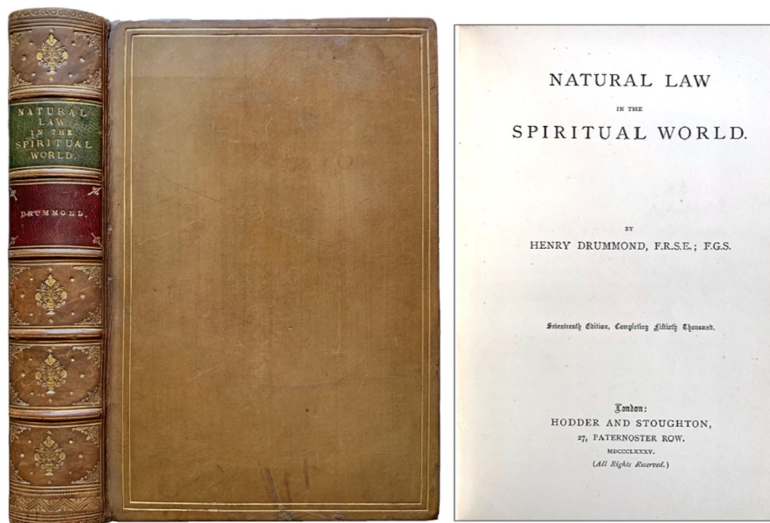 NATURAL
LAW
IN THE
SPIRITUAL
WORLD.
DRUMMOND.
NATURAL LAW
IN THE
SPIRITUAL WORLD.
BY
HENRY DRUMMOND, F.R.S.E.; F.G.S.
Seventeenth Edition, Completing Fiftieth Thousand.
London:
HODDER AND STOUGHTON,
27, PATERNOSTER ROW.
MDCCCLXXXV.
(All Rights Reserved.)